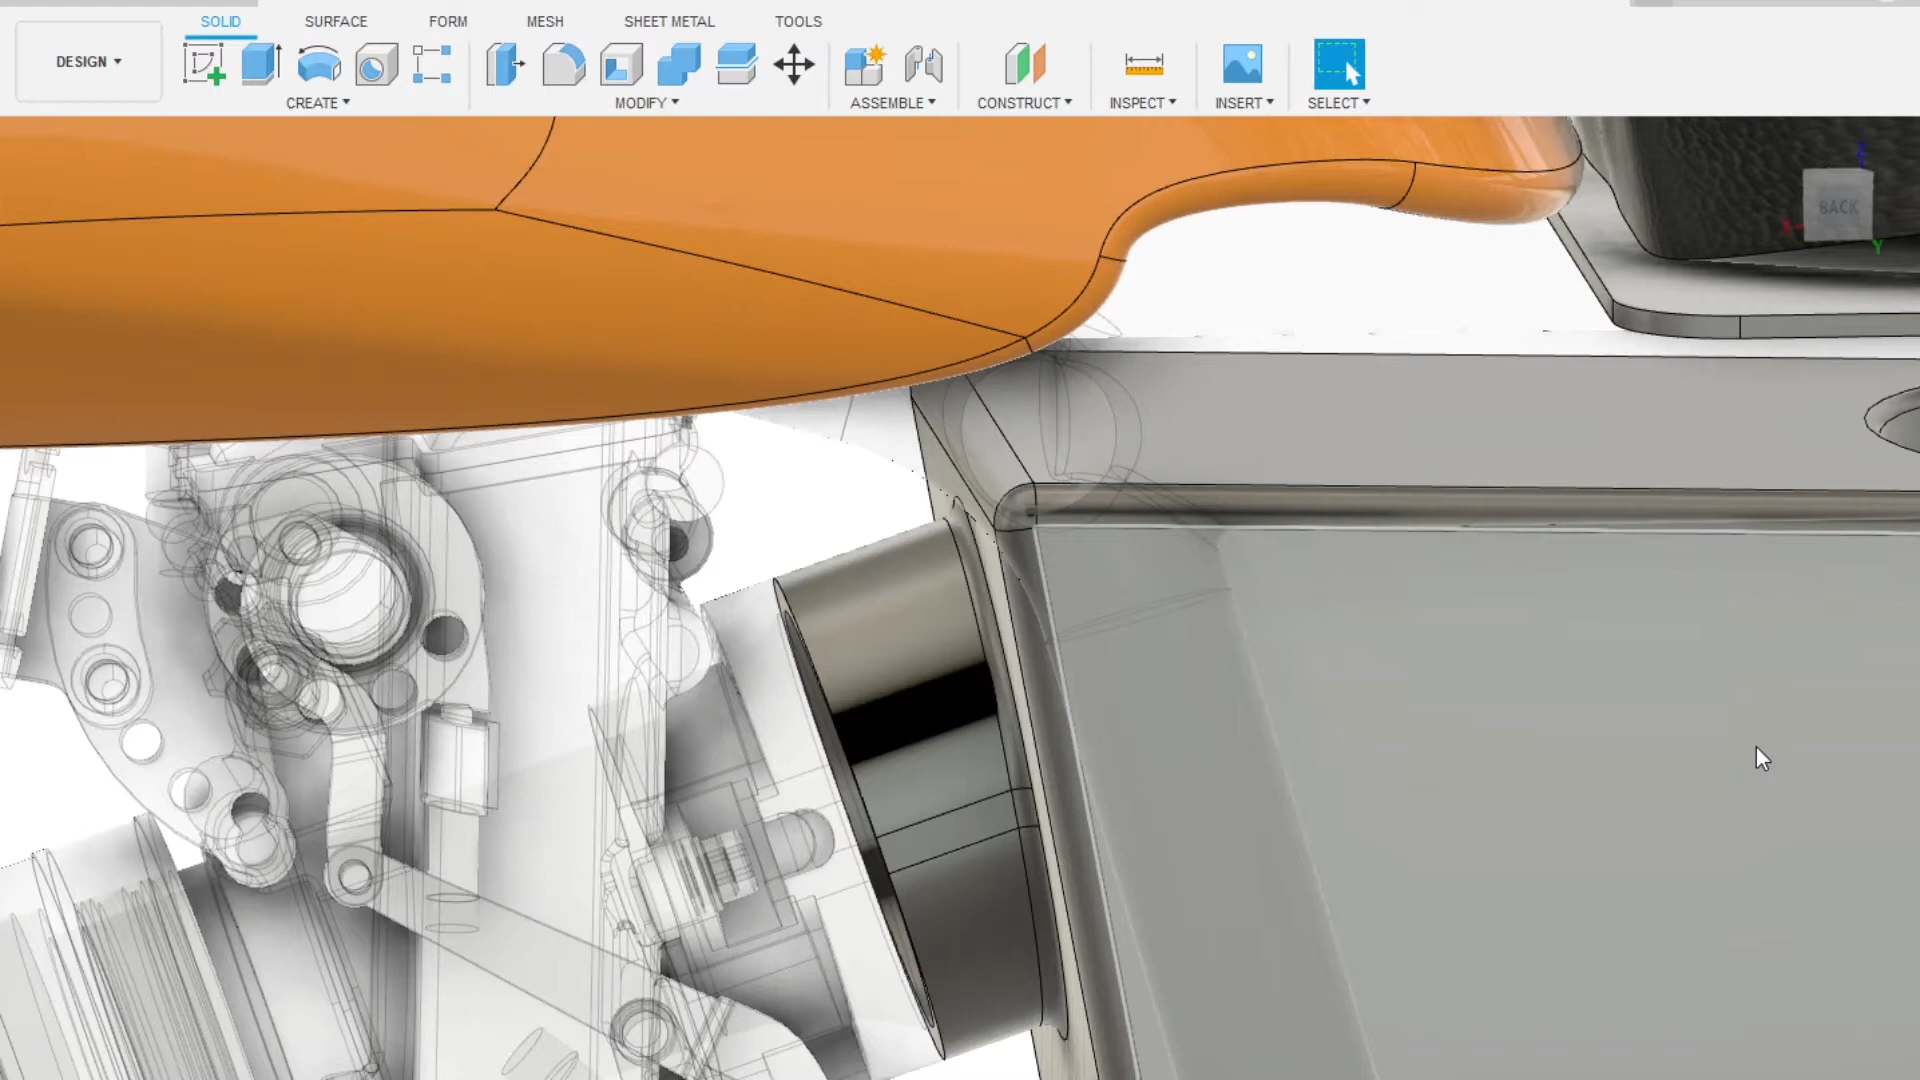 SOLID SURFACE FORM MESH SHEET METAL TOOLS
DESIGN
CREATE MODIFY ASSEMBLE CONSTRUCT INSPECT INSERT SELECT
Z
BACK
X
Y